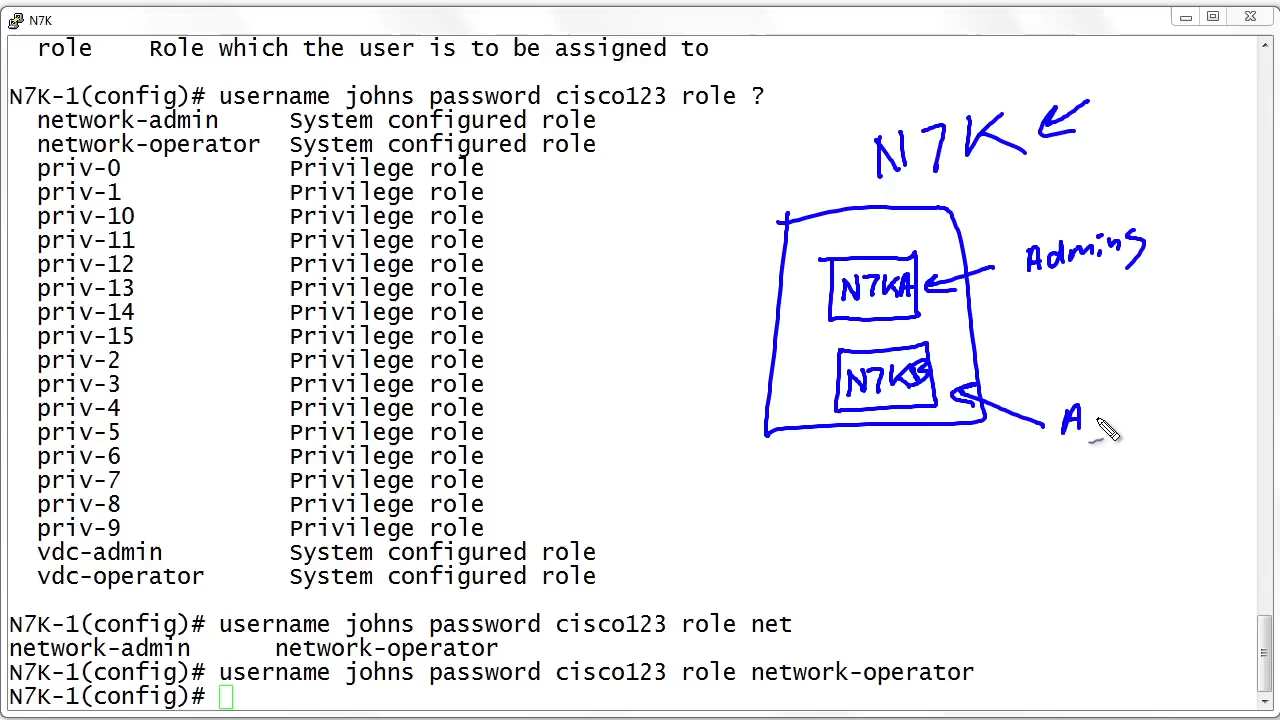 N7K
role    Role which the user is to be assigned to
N7K-1(config)# username johns password cisco123 role ?
network-admin    System configured role
network-operator    System configured role
priv-0    Privilege role
priv-1    Privilege role
priv-10    Privilege role
priv-11    Privilege role
priv-12    Privilege role
priv-13    Privilege role
priv-14    Privilege role
priv-15    Privilege role
priv-2    Privilege role
priv-3    Privilege role
priv-4    Privilege role
priv-5    Privilege role
priv-6    Privilege role
priv-7    Privilege role
priv-8    Privilege role
priv-9    Privilege role
vdc-admin    System configured role
vdc-operator    System configured role
N7K-1(config)# username johns password cisco123 role net
network-admin    network-operator
N7K-1(config)# username johns password cisco123 role network-operator
N7K-1(config)#
N7K
Admins
N7KA
N7KB
A